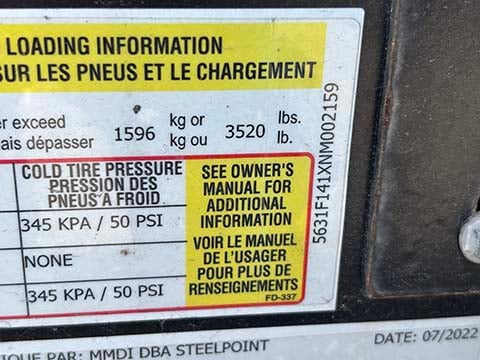 LOADING INFORMATION
SUR LES PNEUS ET LE CHARGEMENT
er exceed 1596 kg or 3520 lbs.
ais dépasser kg ou lb.
COLD TIRE PRESSURE
PRESSION DES
PNEUS A FROID
345 KPA / 50 PSI
NONE
345 KPA / 50 PSI
SEE OWNER'S
MANUAL FOR
ADDITIONAL
INFORMATION
VOIR LE MANUEL
DE L'USAGER
POUR PLUS DE
RENSEIGNEMENTS
FD-337
5631F141XNM002159
IQUE PAR: MMDI DBA STEELPOINT
DATE: 07/2022